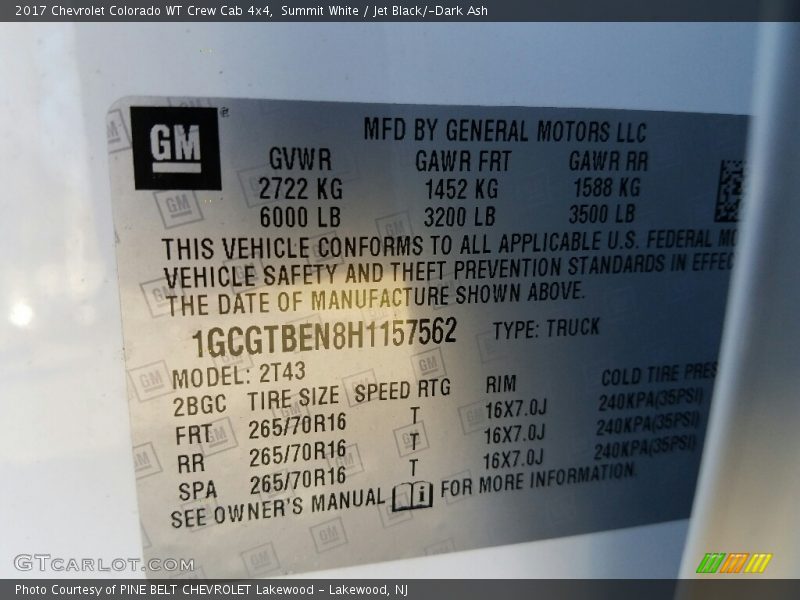 2017 Chevrolet Colorado WT Crew Cab 4x4, Summit White / Jet Black/-Dark Ash
GM ®
MFD BY GENERAL MOTORS LLC
GVWR GAWR FRT GAWR RR
2722 KG 1452 KG 1588 KG
6000 LB 3200 LB 3500 LB
THIS VEHICLE CONFORMS TO ALL APPLICABLE U.S. FEDERAL MO
VEHICLE SAFETY AND THEFT PREVENTION STANDARDS IN EFFEC
THE DATE OF MANUFACTURE SHOWN ABOVE.
1GCGTBEN8H1157562 TYPE: TRUCK
MODEL: 2T43
2BGC TIRE SIZE SPEED RTG RIM COLD TIRE PRES
FRT 265/70R16 T 16X7.0J 240KPA(35PSI)
RR 265/70R16 T 16X7.0J 240KPA(35PSI)
SPA 265/70R16 T 16X7.0J 240KPA(35PSI)
SEE OWNER'S MANUAL i FOR MORE INFORMATION.
GTcarlot.com
Photo Courtesy of PINE BELT CHEVROLET Lakewood - Lakewood, NJ